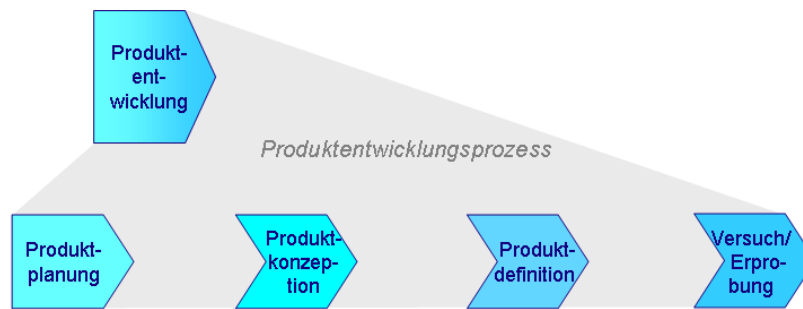 Produkt-
ent-
wicklung
Produktentwicklungsprozess
Produkt-
planung
Produkt-
konzep-
tion
Produkt-
definition
Versuch/
Erpro-
bung